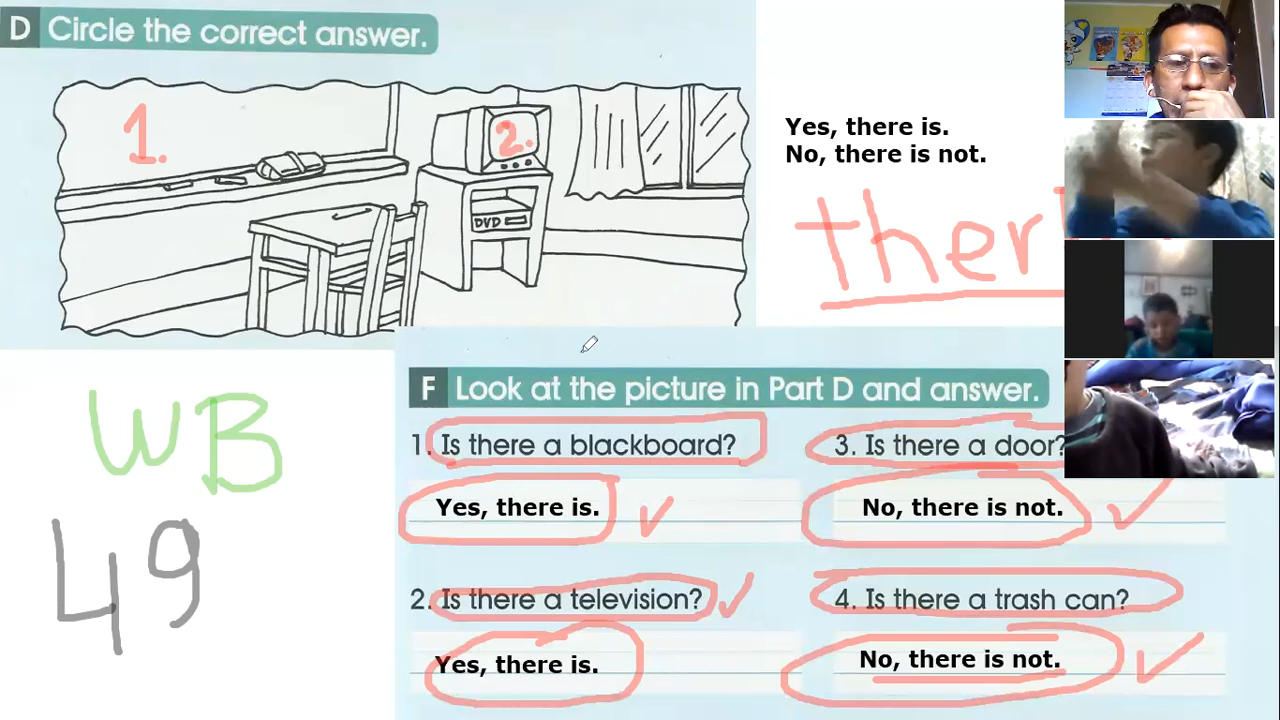 D Circle the correct answer.
1.
2.
DVD
Yes, there is.
No, there is not.
ther
WB
49
F Look at the picture in Part D and answer.
1. Is there a blackboard?
Yes, there is.
2. Is there a television?
Yes, there is.
3. Is there a door?
No, there is not.
4. Is there a trash can?
No, there is not.